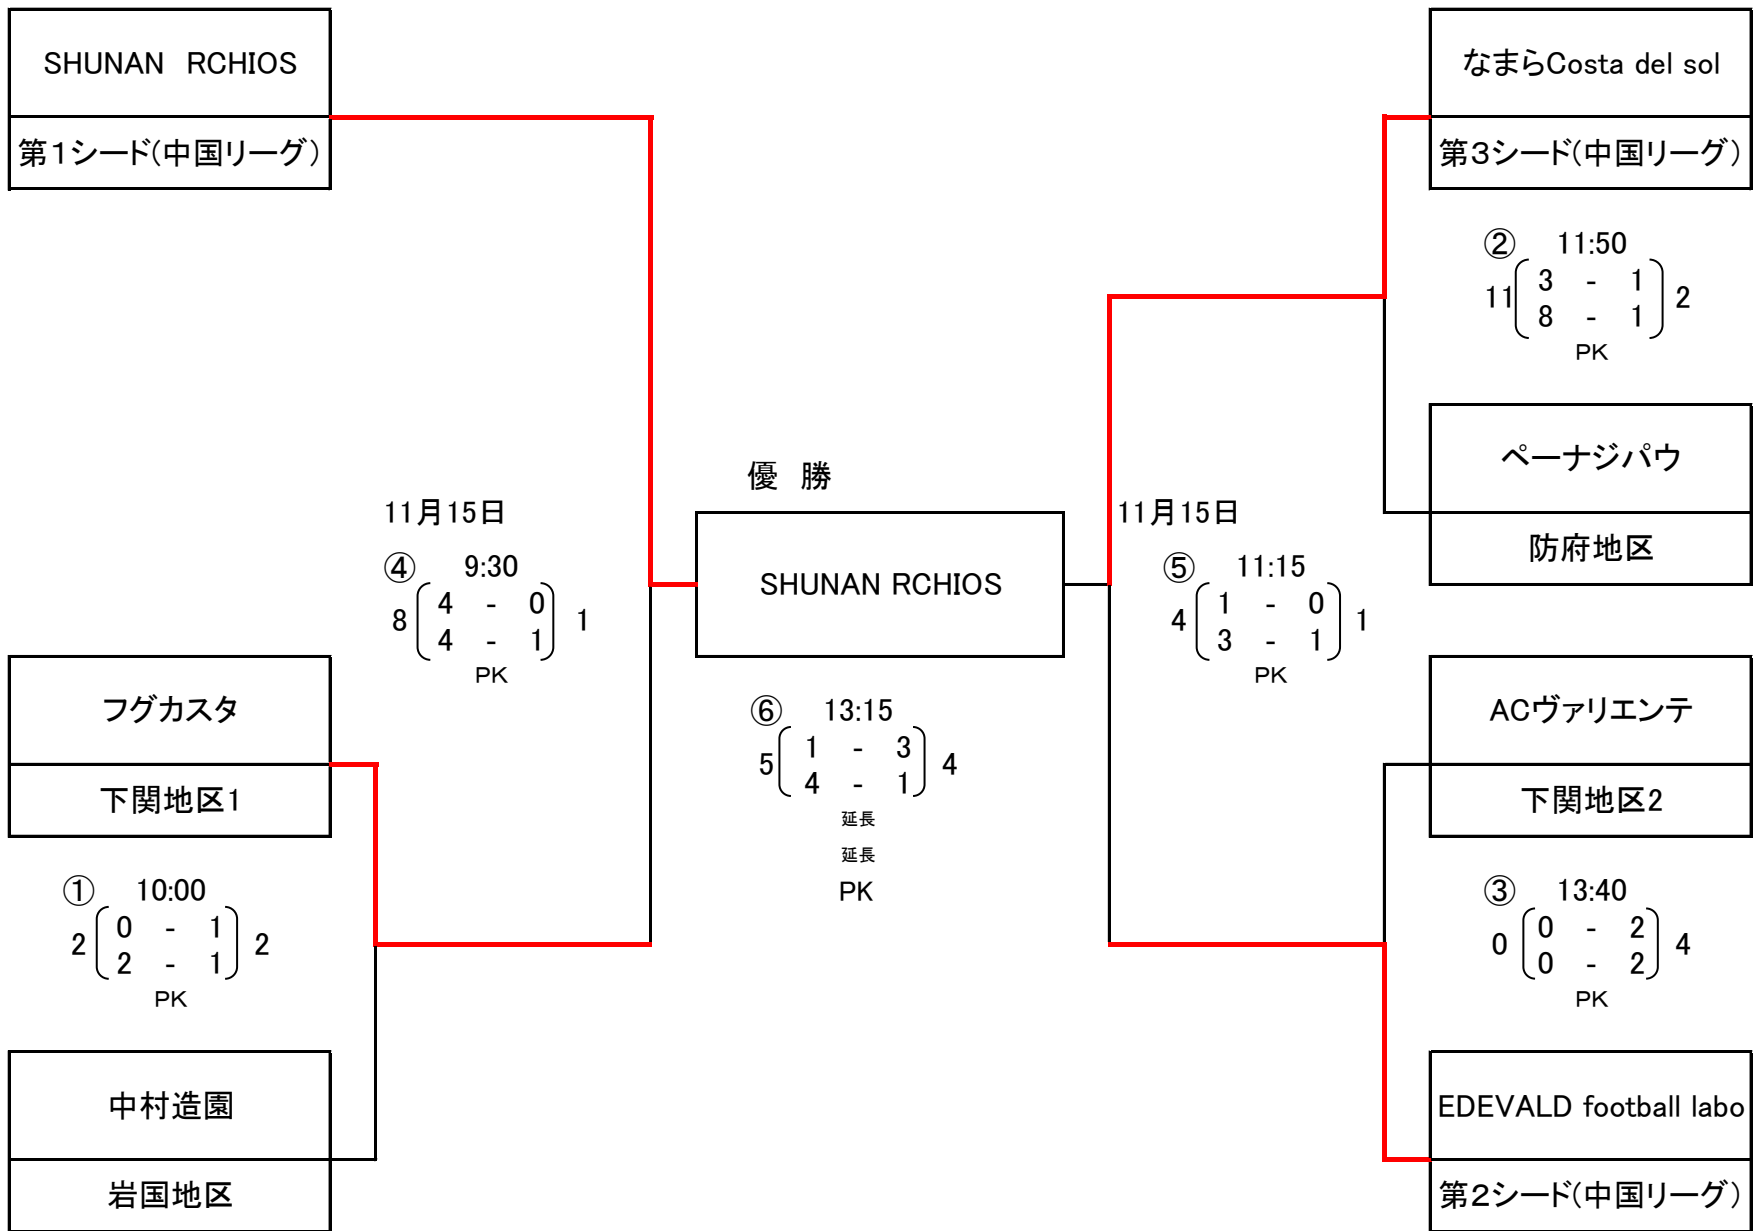 SHUNAN　RCHIOS
第1シード(中国リーグ)
なまらCosta del sol
第3シード(中国リーグ)
② 11:50
11 3 - 1 2
8 - 1
PK
ペーナジパウ
防府地区
優 勝
SHUNAN RCHIOS
11月15日
④ 9:30
8 4 - 0 1
4 - 1
PK
11月15日
⑤ 11:15
4 1 - 0 1
3 - 1
PK
⑥ 13:15
5 1 - 3 4
4 - 1
延長
延長
PK
フグカスタ
下関地区1
① 10:00
2 0 - 1 2
2 - 1
PK
中村造園
岩国地区
ACヴァリエンテ
下関地区2
③ 13:40
0 0 - 2 4
0 - 2
PK
EDEVALD football labo
第2シード(中国リーグ)